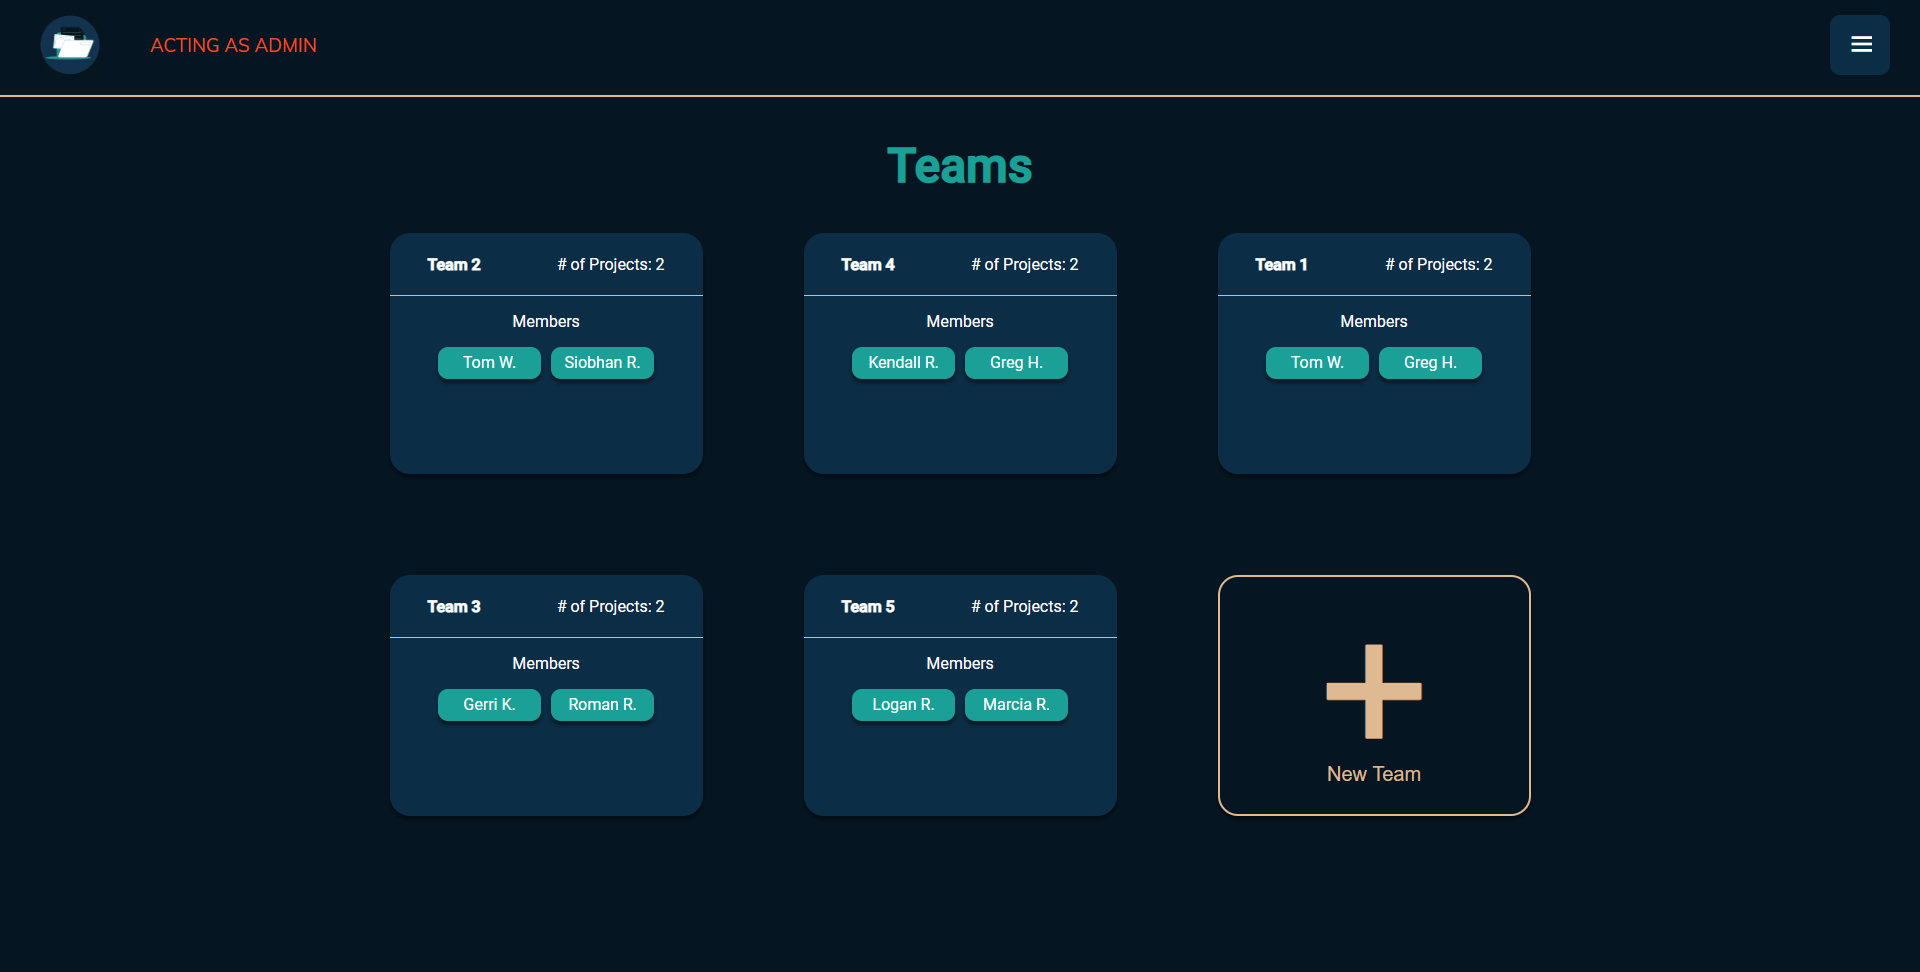 ACTING AS ADMIN
Teams
Team 2 # of Projects: 2
Members
Tom W. Siobhan R.
Team 4 # of Projects: 2
Members
Kendall R. Greg H.
Team 1 # of Projects: 2
Members
Tom W. Greg H.
Team 3 # of Projects: 2
Members
Gerri K. Roman R.
Team 5 # of Projects: 2
Members
Logan R. Marcia R.
New Team